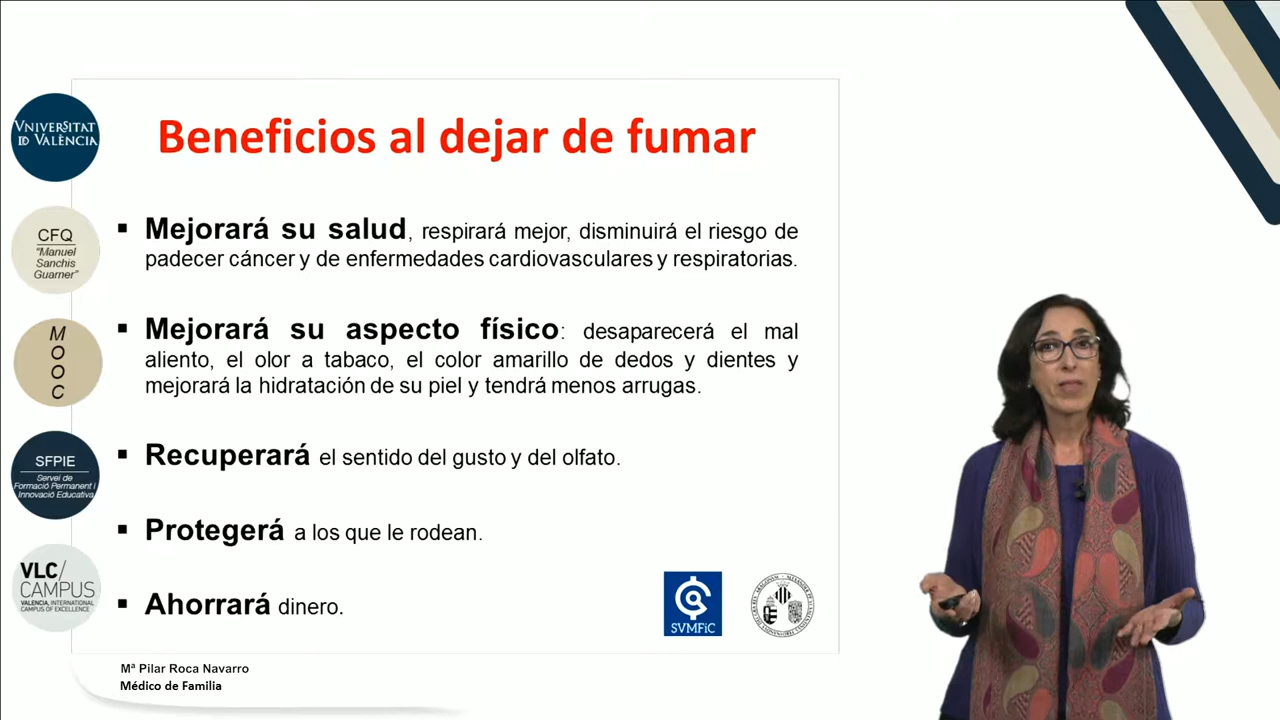 VNIVERSITAT
ID VALÈNCIA
CFQ
"Manuel
Sanchis
Guarner"
MOOC
SFPIE
Servei de
Formació Permanent i
Innovació Educativa
VLC/
CAMPUS
VALENCIA, INTERNATIONAL
CAMPUS OF EXCELLENCE
Beneficios al dejar de fumar
▪ Mejorará su salud, respirará mejor, disminuirá el riesgo de
padecer cáncer y de enfermedades cardiovasculares y respiratorias.
▪ Mejorará su aspecto físico: desaparecerá el mal
aliento, el olor a tabaco, el color amarillo de dedos y dientes y
mejorará la hidratación de su piel y tendrá menos arrugas.
▪ Recuperará el sentido del gusto y del olfato.
▪ Protegerá a los que le rodean.
▪ Ahorrará dinero.
SVMFiC
Mª Pilar Roca Navarro
Médico de Familia